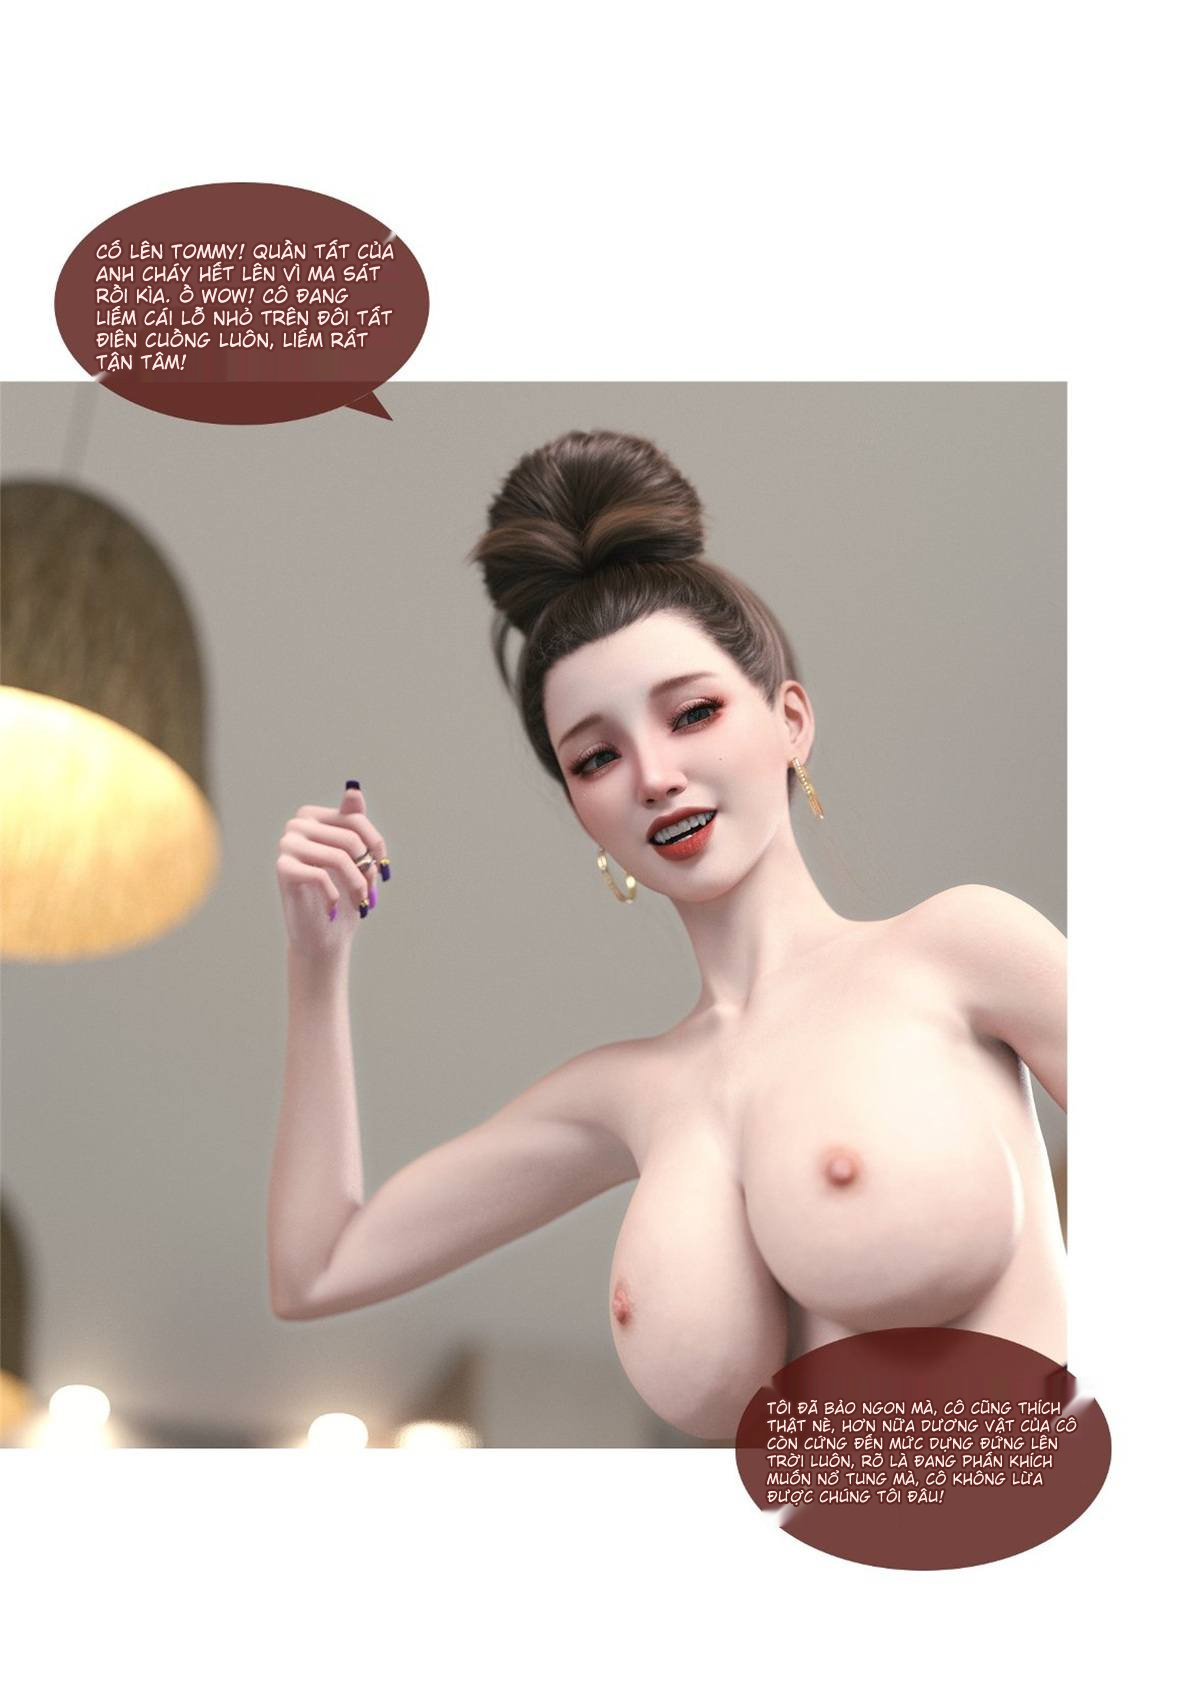 CỐ LÊN TOMMY! QUẦN TẤT CỦA
ANH CHÁY HẾT LÊN VÌ MA SÁT
RỒI KÌA. Ồ WOW! CÔ ĐANG
LIẾM CÁI LỖ NHỎ TRÊN ĐÔI TẤT
ĐIÊN CUỒNG LUÔN, LIẾM RẤT
TẬN TÂM!
TÔI ĐÃ BẢO NGON MÀ, CÔ CŨNG THÍCH
THẬT NÈ, HƠN NỮA DƯƠNG VẬT CỦA CÔ
CÒN CỨNG ĐẾN MỨC DỰNG ĐỨNG LÊN
TRỜI LUÔN, RÕ LÀ ĐANG PHẤN KHÍCH
MUỐN NỔ TUNG MÀ, CÔ KHÔNG LỪA
ĐƯỢC CHÚNG TÔI ĐÂU!